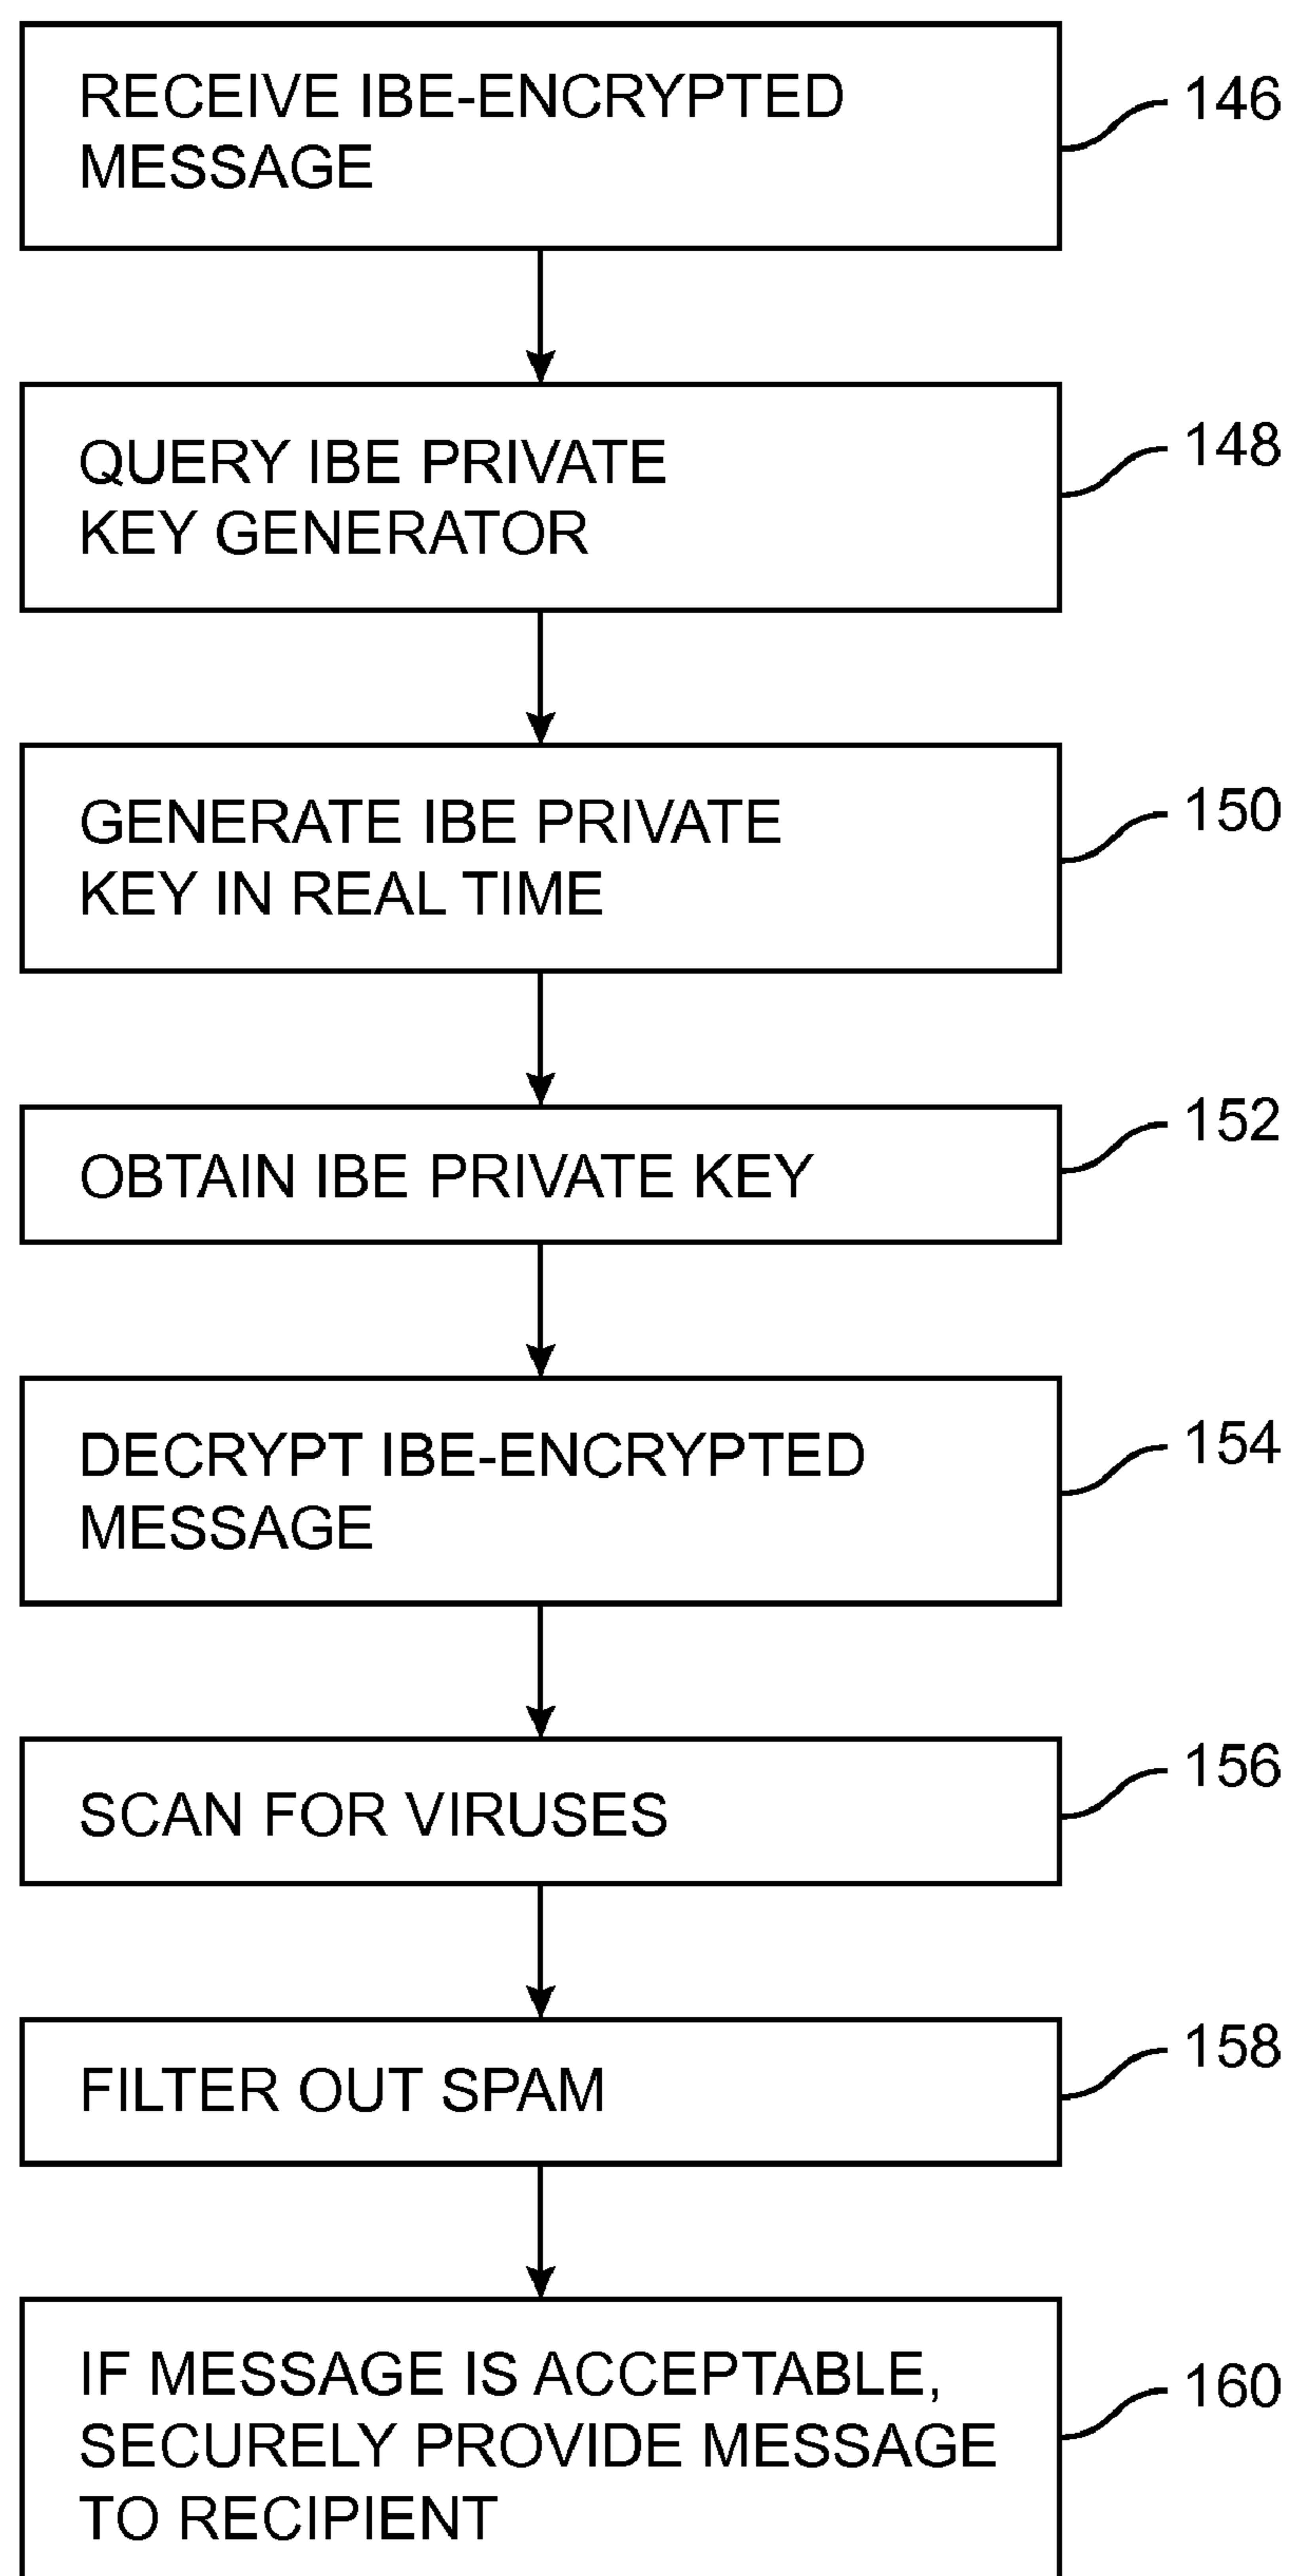 RECEIVE IBE-ENCRYPTED
MESSAGE
146
QUERY IBE PRIVATE
KEY GENERATOR
148
GENERATE IBE PRIVATE
KEY IN REAL TIME
150
OBTAIN IBE PRIVATE KEY
152
DECRYPT IBE-ENCRYPTED
MESSAGE
154
SCAN FOR VIRUSES
156
FILTER OUT SPAM
158
IF MESSAGE IS ACCEPTABLE,
SECURELY PROVIDE MESSAGE
TO RECIPIENT
160